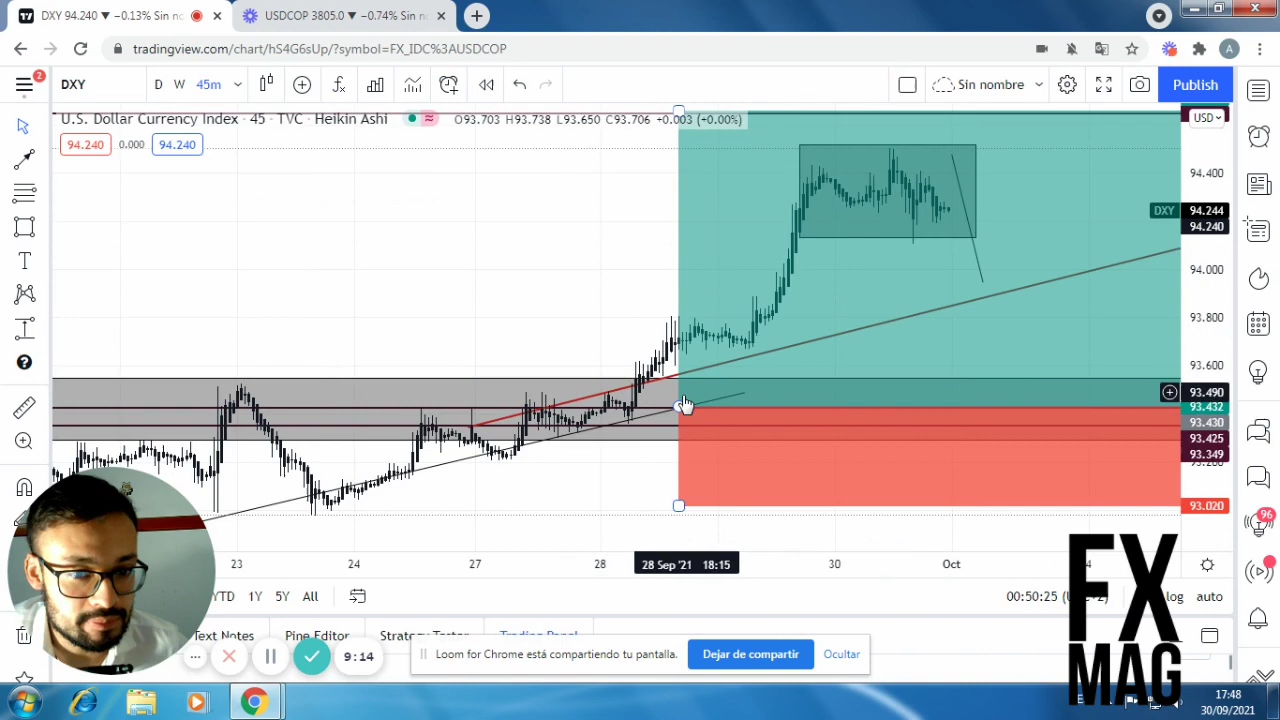 DXY 94.240 ▼ −0.13% Sin no
USDCOP 3805.0 ▼ −0.74% Sin nomb
tradingview.com/chart/hS4G6sUp/?symbol=FX_IDC%3AUSDCOP
A
2
DXY
D W 45m
Sin nombre
Publish
U.S. Dollar Currency Index · 45 · TVC · Heikin Ashi
O93.703 H93.738 L93.650 C93.706 +0.003 (+0.00%)
USD
94.240 0.000 94.240
T
94.400
DXY 94.244
94.240
94.000
93.800
93.600
93.490
93.432
93.430
93.425
93.349
93.020
96
23 24 27 28 28 Sep '21 18:15 30 Oct 4
YTD 1Y 5Y All
00:50:25
log auto
Text Notes Pine Editor Strategy Tester Trading Panel
9:14
Loom for Chrome está compartiendo tu pantalla.
Dejar de compartir
Ocultar
FX
MAG
17:48
30/09/2021